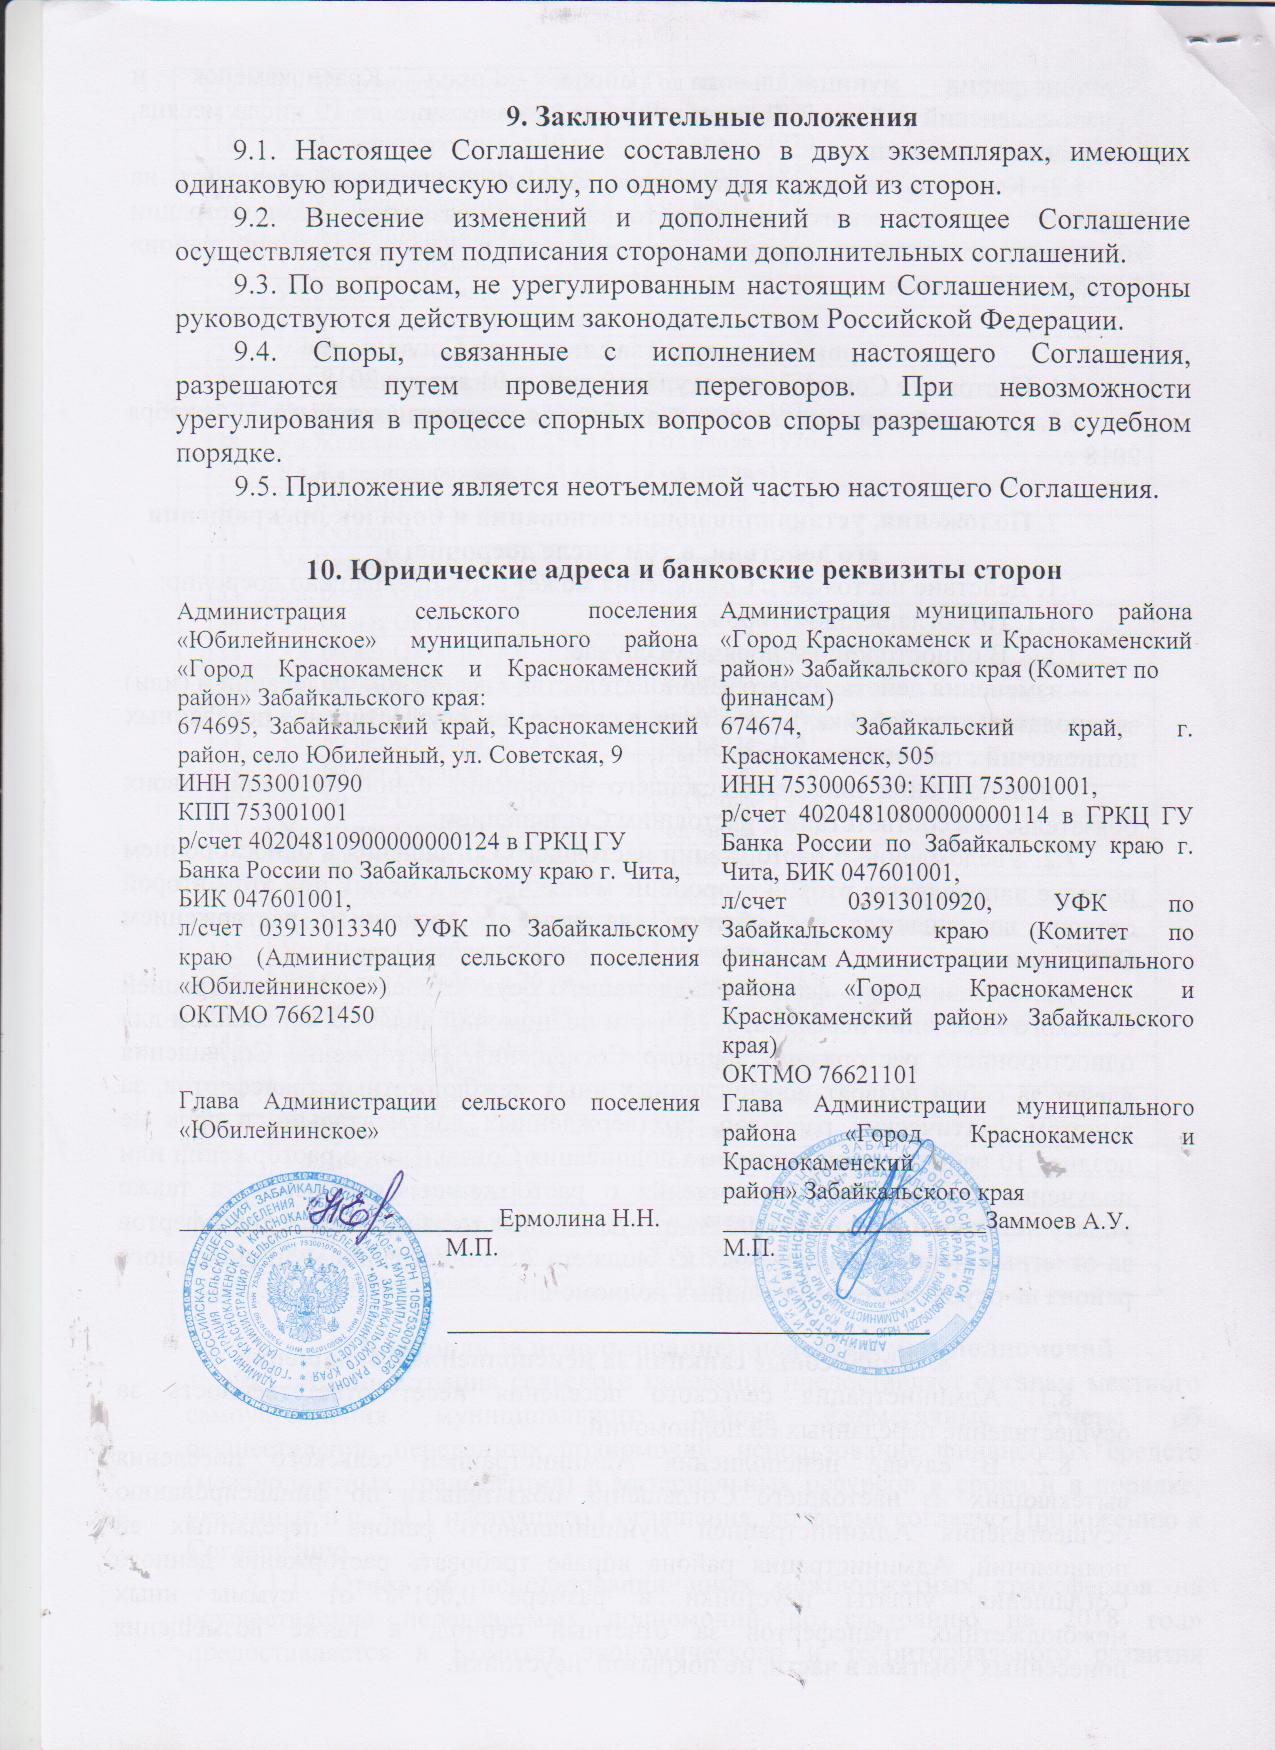 9. Заключительные положения
9.1. Настоящее Соглашение составлено в двух экземплярах, имеющих
одинаковую юридическую силу, по одному для каждой из сторон.
9.2. Внесение изменений и дополнений в настоящее Соглашение
осуществляется путем подписания сторонами дополнительных соглашений.
9.3. По вопросам, не урегулированным настоящим Соглашением, стороны
руководствуются действующим законодательством Российской Федерации.
9.4. Споры, связанные с исполнением настоящего Соглашения,
разрешаются путем проведения переговоров. При невозможности
урегулирования в процессе спорных вопросов споры разрешаются в судебном
порядке.
9.5. Приложение является неотъемлемой частью настоящего Соглашения.
10. Юридические адреса и банковские реквизиты сторон
Администрация сельского поселения
«Юбилейнинское» муниципального района
«Город Краснокаменск и Краснокаменский
район» Забайкальского края:
674695, Забайкальский край, Краснокаменский
район, село Юбилейный, ул. Советская, 9
ИНН 7530010790
КПП 753001001
р/счет 40204810900000000124 в ГРКЦ ГУ
Банка России по Забайкальскому краю г. Чита,
БИК 047601001,
л/счет 03913013340 УФК по Забайкальскому
краю (Администрация сельского поселения
«Юбилейнинское»)
ОКТМО 76621450
Глава Администрации сельского поселения
«Юбилейнинское»
Ермолина Н.Н.
М.П.
Администрация муниципального района
«Город Краснокаменск и Краснокаменский
район» Забайкальского края (Комитет по
финансам)
674674, Забайкальский край, г.
Краснокаменск, 505
ИНН 7530006530; КПП 753001001,
р/счет 40204810800000000114 в ГРКЦ ГУ
Банка России по Забайкальскому краю г.
Чита, БИК 047601001,
л/счет 03913010920, УФК по
Забайкальскому краю (Комитет по
финансам Администрации муниципального
района «Город Краснокаменск и
Краснокаменский район» Забайкальского
края)
ОКТМО 76621101
Глава Администрации муниципального
района «Город Краснокаменск и
Краснокаменский
район» Забайкальского края
Заммоев А.У.
М.П.